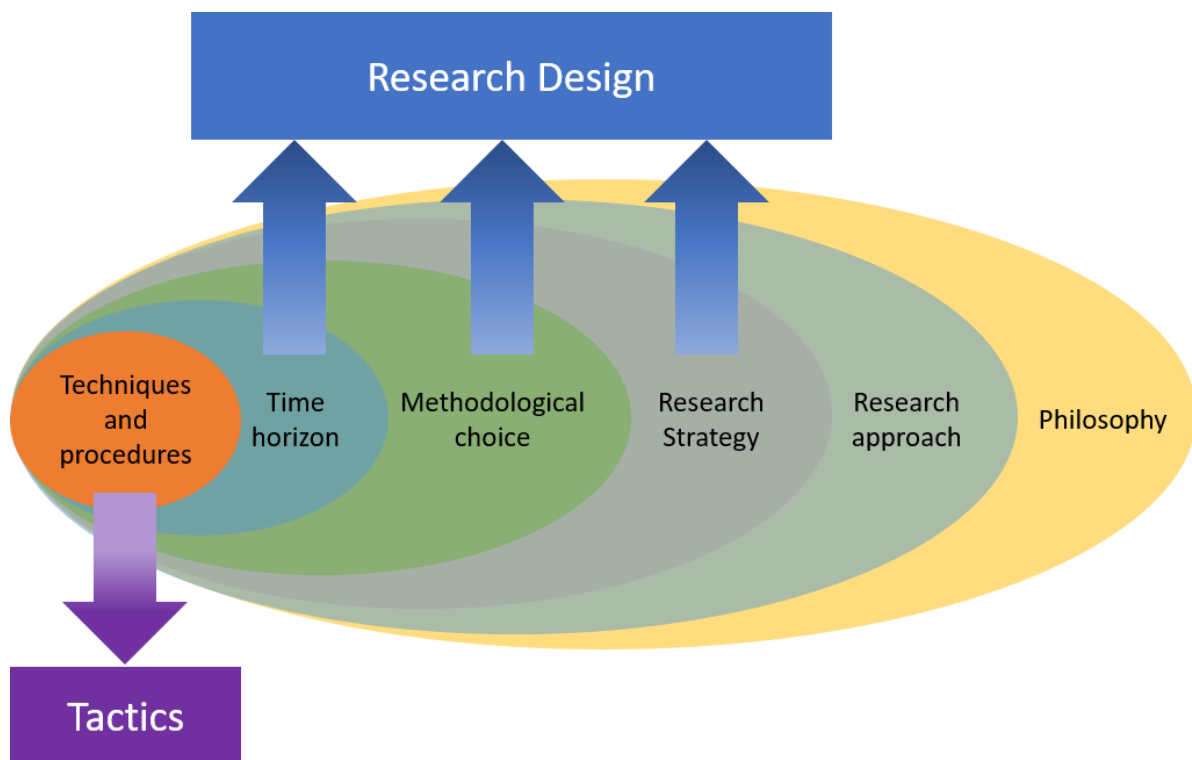 Research Design
Techniques
and
procedures
Time
horizon
Methodological
choice
Research
Strategy
Research
approach
Philosophy
Tactics